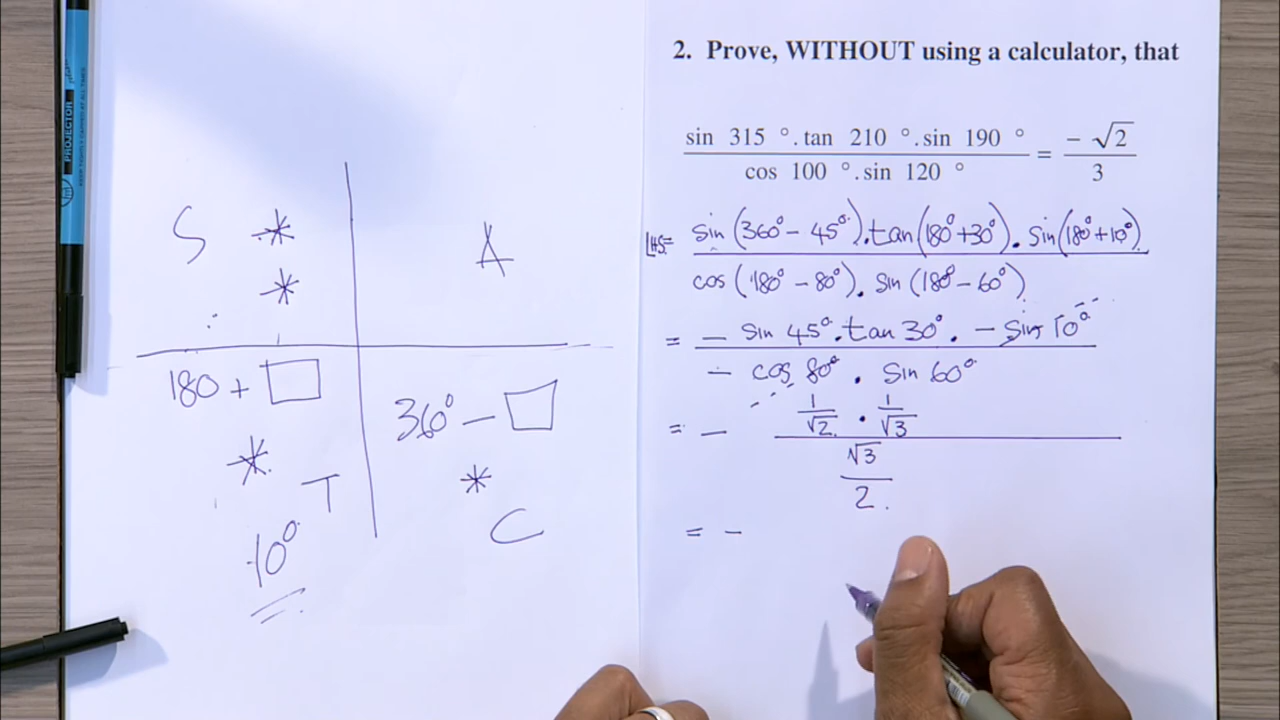 PROJECTOR
S *
*
A
180 + □
*
T
10°
360° – □
*
C
2. Prove, WITHOUT using a calculator, that
sin 315 °.tan 210 °.sin 190 ° / cos 100 °.sin 120 ° = – √2 / 3
LHS= sin (360° – 45°).tan(180°+30°). sin(180°+10°) / cos (180° – 80°). sin (180° – 60°)
= – sin 45°.tan 30°. – sin 10° / – cos 80° . sin 60°
= – 1/√2 . 1/√3 / √3/2
= –